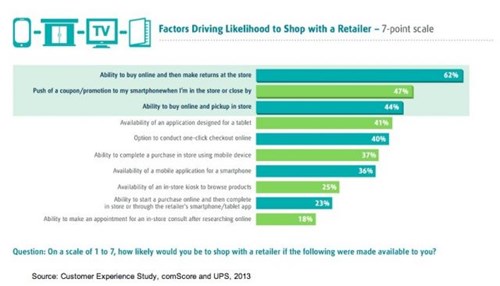 TV
Factors Driving Likelihood to Shop with a Retailer – 7-point scale
Ability to buy online and then make returns at the store 62%
Push of a coupon/promotion to my smartphonewhen I'm in the store or close by 47%
Ability to buy online and pickup in store 44%
Availability of an application designed for a tablet 41%
Option to conduct one-click checkout online 40%
Ability to complete a purchase in store using mobile device 37%
Availability of a mobile application for a smartphone 36%
Availability of an in-store kiosk to browse products 25%
Ability to start a purchase online and then complete
in store or through the retailer's smartphone/tablet app 23%
Ability to make an appointment for an in-store consult after researching online 18%
Question: On a scale of 1 to 7, how likely would you be to shop with a retailer if the following were made available to you?
Source: Customer Experience Study, comScore and UPS, 2013